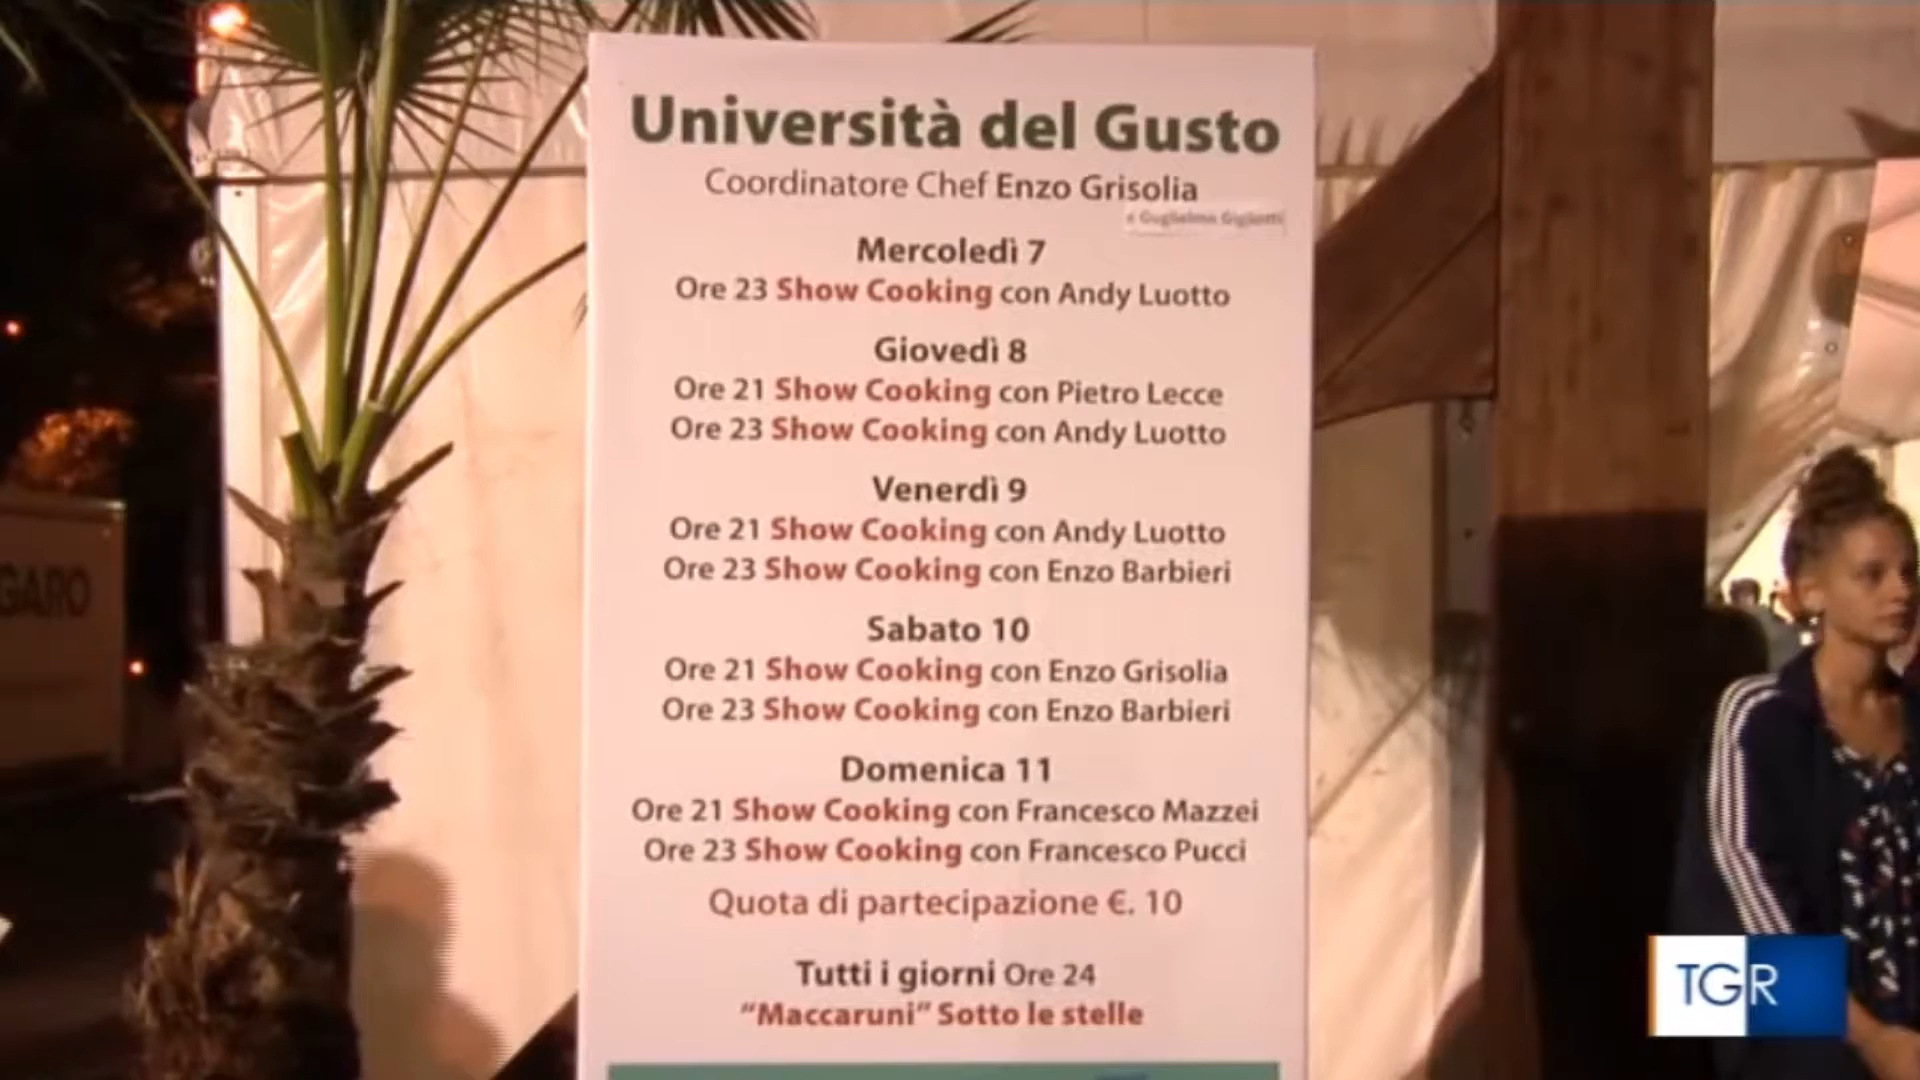 Università del Gusto
Coordinatore Chef Enzo Grisolia
e Guglielmo Gigliotti
Mercoledì 7
Ore 23 Show Cooking con Andy Luotto
Giovedì 8
Ore 21 Show Cooking con Pietro Lecce
Ore 23 Show Cooking con Andy Luotto
Venerdì 9
Ore 21 Show Cooking con Andy Luotto
Ore 23 Show Cooking con Enzo Barbieri
Sabato 10
Ore 21 Show Cooking con Enzo Grisolia
Ore 23 Show Cooking con Enzo Barbieri
Domenica 11
Ore 21 Show Cooking con Francesco Mazzei
Ore 23 Show Cooking con Francesco Pucci
Quota di partecipazione €. 10
Tutti i giorni Ore 24
"Maccaruni" Sotto le stelle
GARO
TGR